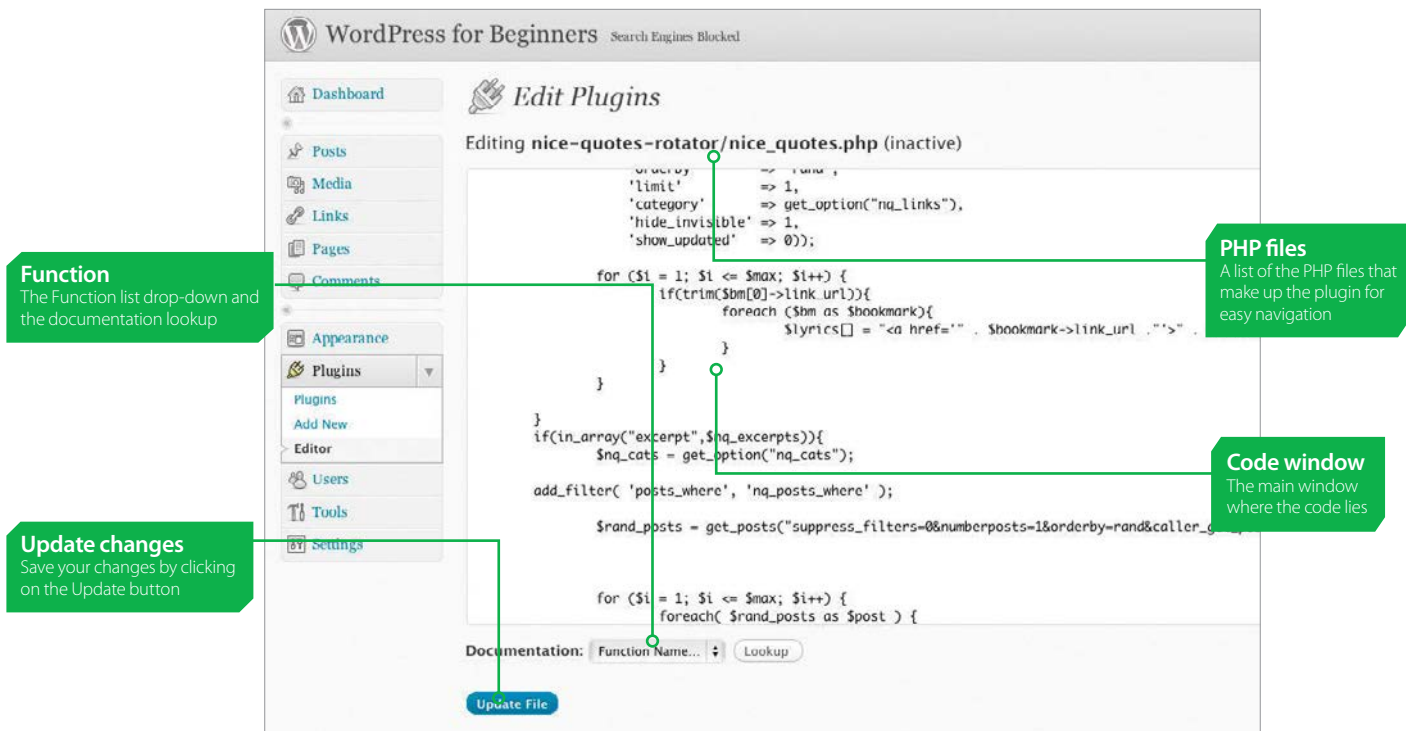 WordPress for Beginners Search Engines Blocked
Dashboard
Posts
Media
Links
Pages
Comments
Appearance
Plugins
Plugins
Add New
Editor
Users
Tools
Settings
Edit Plugins
Editing nice-quotes-rotator/nice_quotes.php (inactive)
'orderby' => 'rand',
'limit' => 1,
'category' => get_option("nq_links"),
'hide_invisible' => 1,
'show_updated' => 0));
for ($i = 1; $i <= $max; $i++) {
if(trim($bm[0]->link_url)){
foreach ($bm as $bookmark){
$lyrics[] = "<a href='" . $bookmark->link_url ."'>" .
}
}
}
}
if(in_array("excerpt",$nq_excerpts)){
$nq_cats = get_option("nq_cats");
add_filter( 'posts_where', 'nq_posts_where' );
$rand_posts = get_posts("suppress_filters=0&numberposts=1&orderby=rand&
for ($i = 1; $i <= $max; $i++) {
foreach( $rand_posts as $post ) {
Documentation: Function Name... Lookup
Update File
Function
The Function list drop-down and
the documentation lookup
Update changes
Save your changes by clicking
on the Update button
PHP files
A list of the PHP files that
make up the plugin for
easy navigation
Code window
The main window
where the code lies